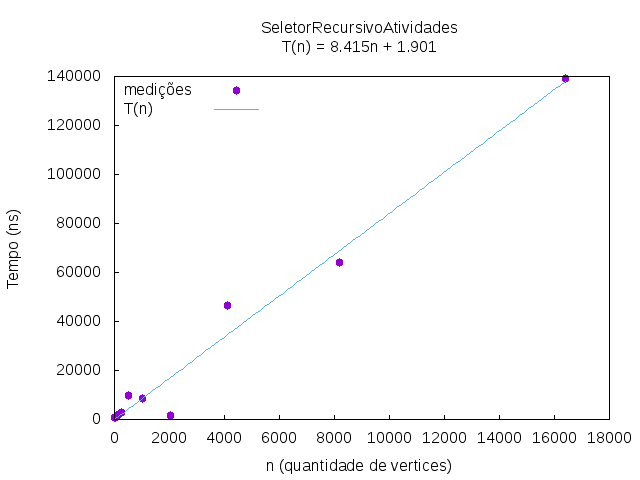 SeletorRecursivoAtividades
T(n) = 8.415n + 1.901
140000
120000
100000
80000
60000
40000
20000
0
medições
T(n)
Tempo (ns)
0 2000 4000 6000 8000 10000 12000 14000 16000 18000
n (quantidade de vertices)